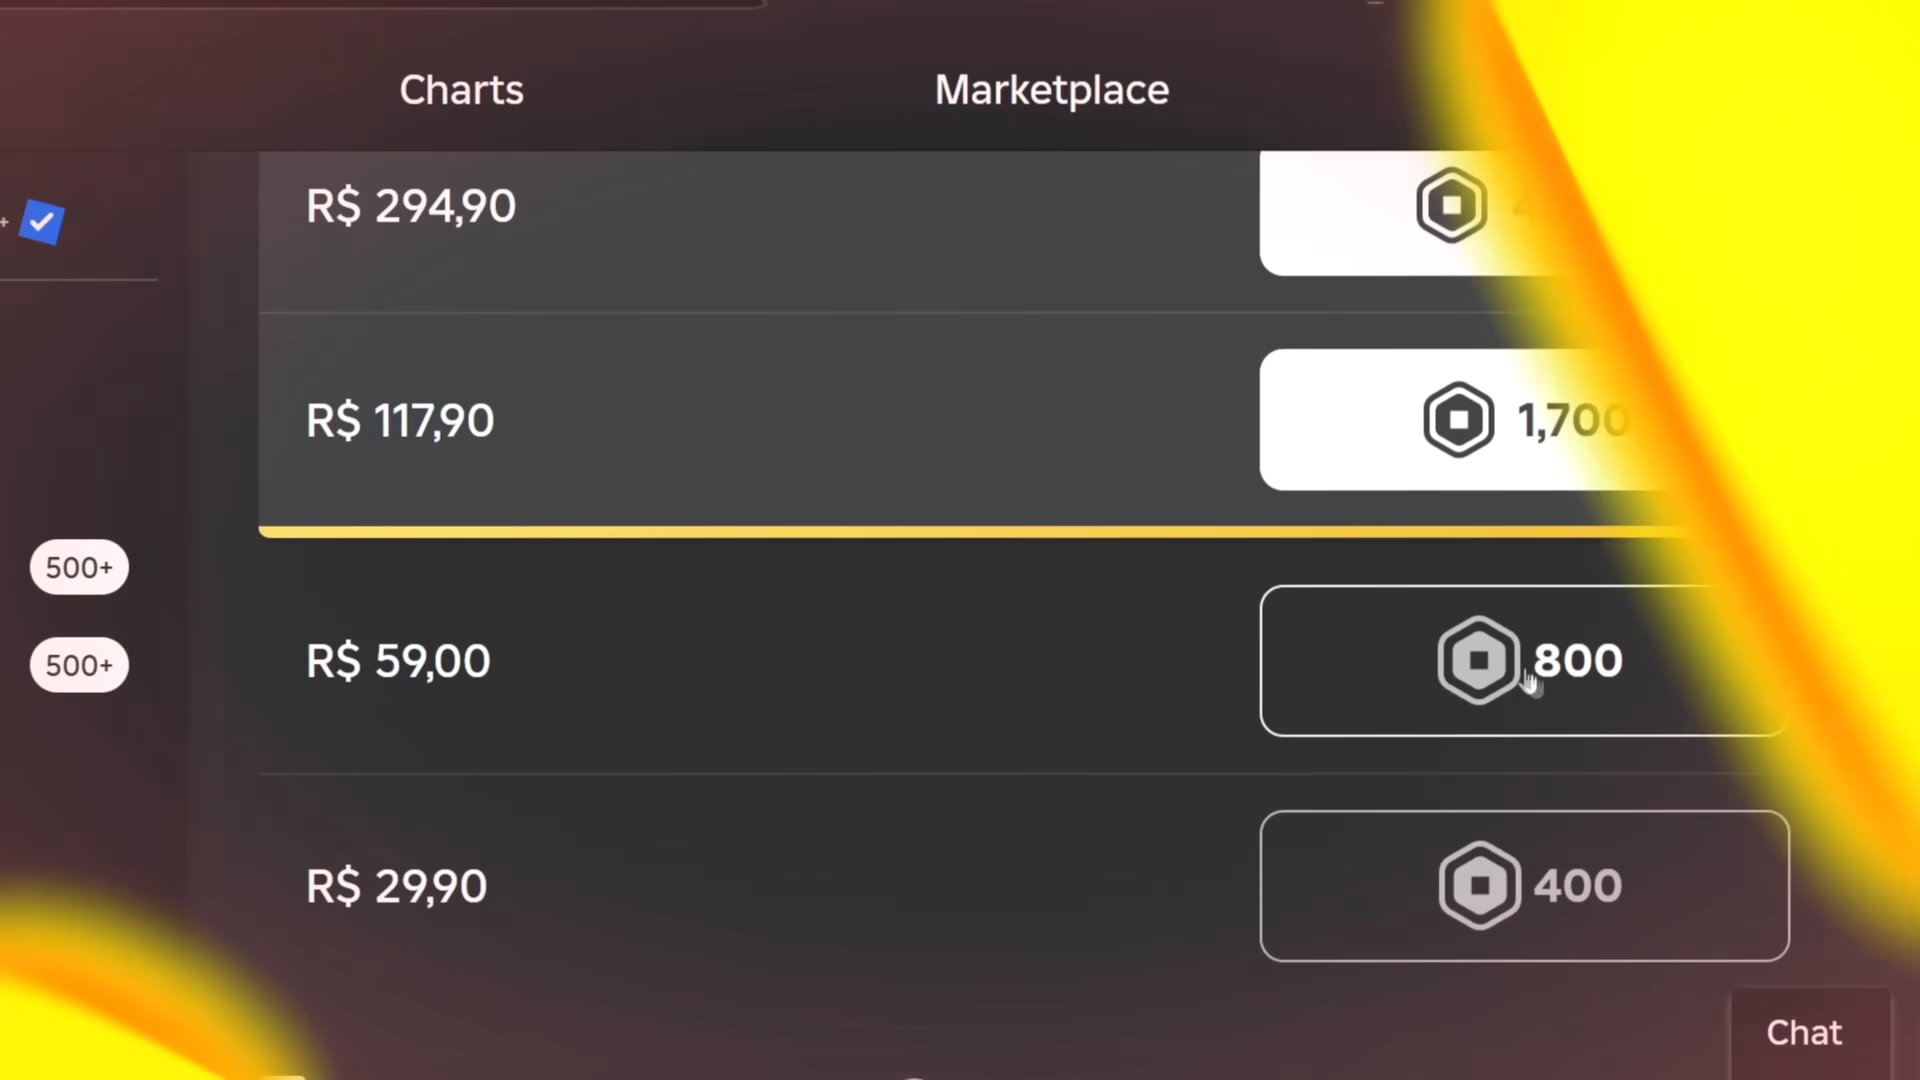 Charts
Marketplace
R$ 294,90
R$ 117,90
1,700
500+
R$ 59,00
800
500+
R$ 29,90
400
Chat